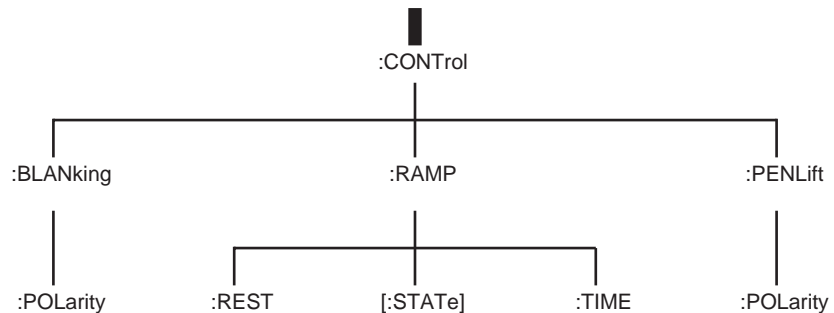 :CONTrol
:BLANking :RAMP :PENLift
:POLarity :REST [:STATe] :TIME :POLarity